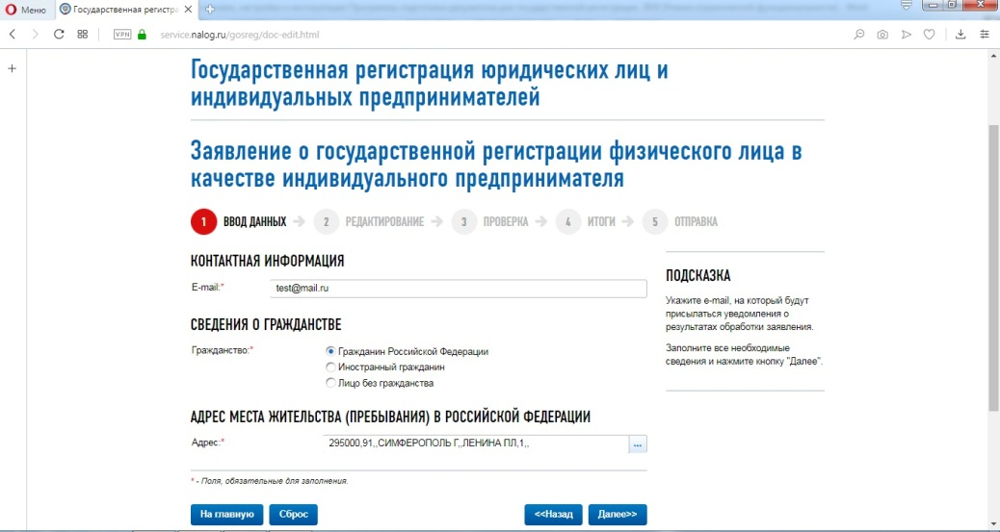 Меню
Государственная регистра
VPN
service.nalog.ru/gosreg/doc-edit.html
Государственная регистрация юридических лиц и
индивидуальных предпринимателей
Заявление о государственной регистрации физического лица в
качестве индивидуального предпринимателя
1 ВВОД ДАННЫХ 2 РЕДАКТИРОВАНИЕ 3 ПРОВЕРКА 4 ИТОГИ 5 ОТПРАВКА
КОНТАКТНАЯ ИНФОРМАЦИЯ
E-mail:* test@mail.ru
СВЕДЕНИЯ О ГРАЖДАНСТВЕ
Гражданство:* Гражданин Российской Федерации
Иностранный гражданин
Лицо без гражданства
АДРЕС МЕСТА ЖИТЕЛЬСТВА (ПРЕБЫВАНИЯ) В РОССИЙСКОЙ ФЕДЕРАЦИИ
Адрес:* 295000,91,,СИМФЕРОПОЛЬ Г,,ЛЕНИНА ПЛ,1,, ...
* - Поля, обязательные для заполнения.
На главную Сброс <<Назад Далее>>
ПОДСКАЗКА
Укажите e-mail, на который будут
присылаться уведомления о
результатах обработки заявления.
Заполните все необходимые
сведения и нажмите кнопку "Далее".